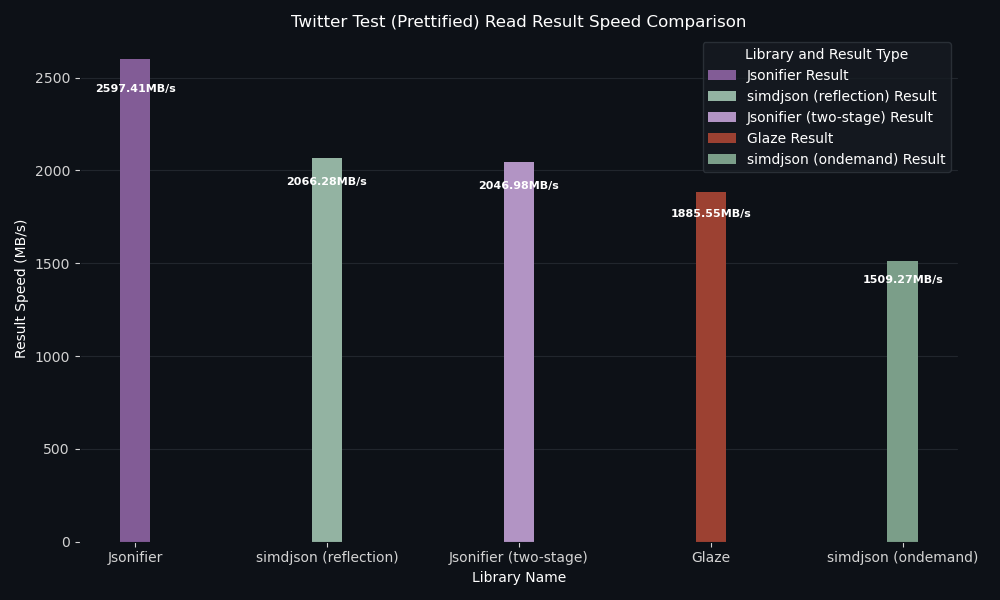 Twitter Test (Prettified) Read Result Speed Comparison
Library and Result Type
Jsonifier Result
simdjson (reflection) Result
Jsonifier (two-stage) Result
Glaze Result
simdjson (ondemand) Result
Result Speed (MB/s)
2500
2000
1500
1000
500
0
2597.41MB/s
2066.28MB/s
2046.98MB/s
1885.55MB/s
1509.27MB/s
Jsonifier
simdjson (reflection)
Jsonifier (two-stage)
Glaze
simdjson (ondemand)
Library Name